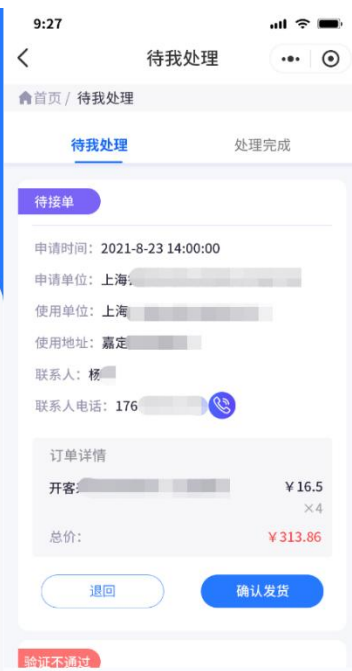 9:27
待我处理
首页 / 待我处理
待我处理 处理完成
待接单
申请时间：2021-8-23 14:00:00
申请单位：上海
使用单位：上海
使用地址：嘉定
联系人：杨
联系人电话：176
订单详情
开客 ￥16.5
×4
总价： ￥313.86
退回 确认发货
验证不通过